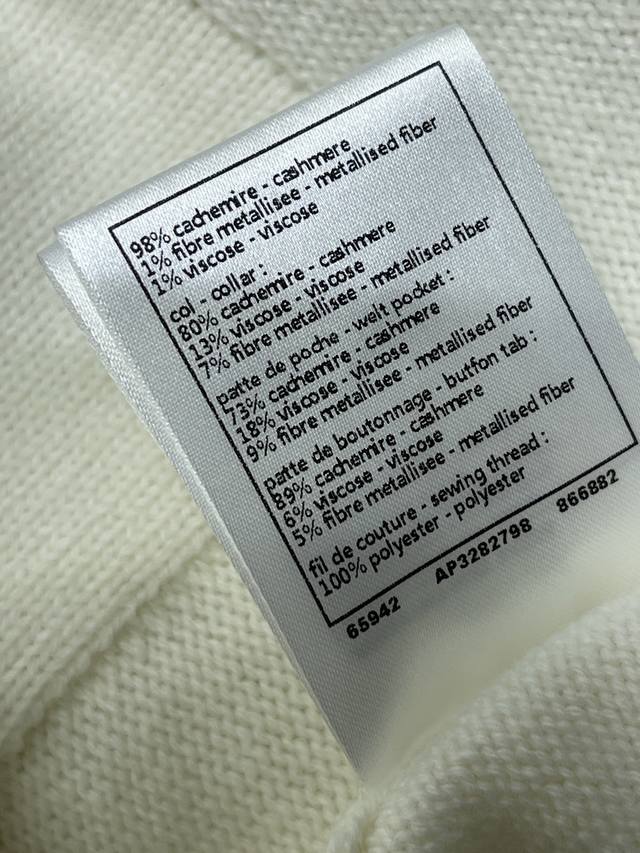 98% cachemire - cashmere
1% fibre metallisee - metallised fiber
1% viscose - viscose
col - collar :
80% cachemire - cashmere
13% viscose - viscose
7% fibre metallisee - metallised fiber
patte de poche - welt pocket :
73% cachemire - cashmere
18% viscose - viscose
9% fibre metallisee - metallised fiber
patte de boutonnage - butfon tab :
89% cachemire - cashmere
6% viscose - viscose
5% fibre metallisee - metallised fiber
fil de couture - sewing thread :
100% polyester - polyester
65942 AP3282798 866882